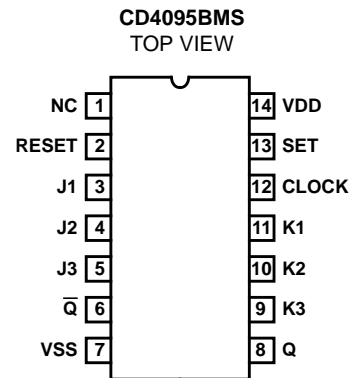 CD4095BMS
TOP VIEW
NC 1 14 VDD
RESET 2 13 SET
J1 3 12 CLOCK
J2 4 11 K1
J3 5 10 K2
Q̅ 6 9 K3
VSS 7 8 Q